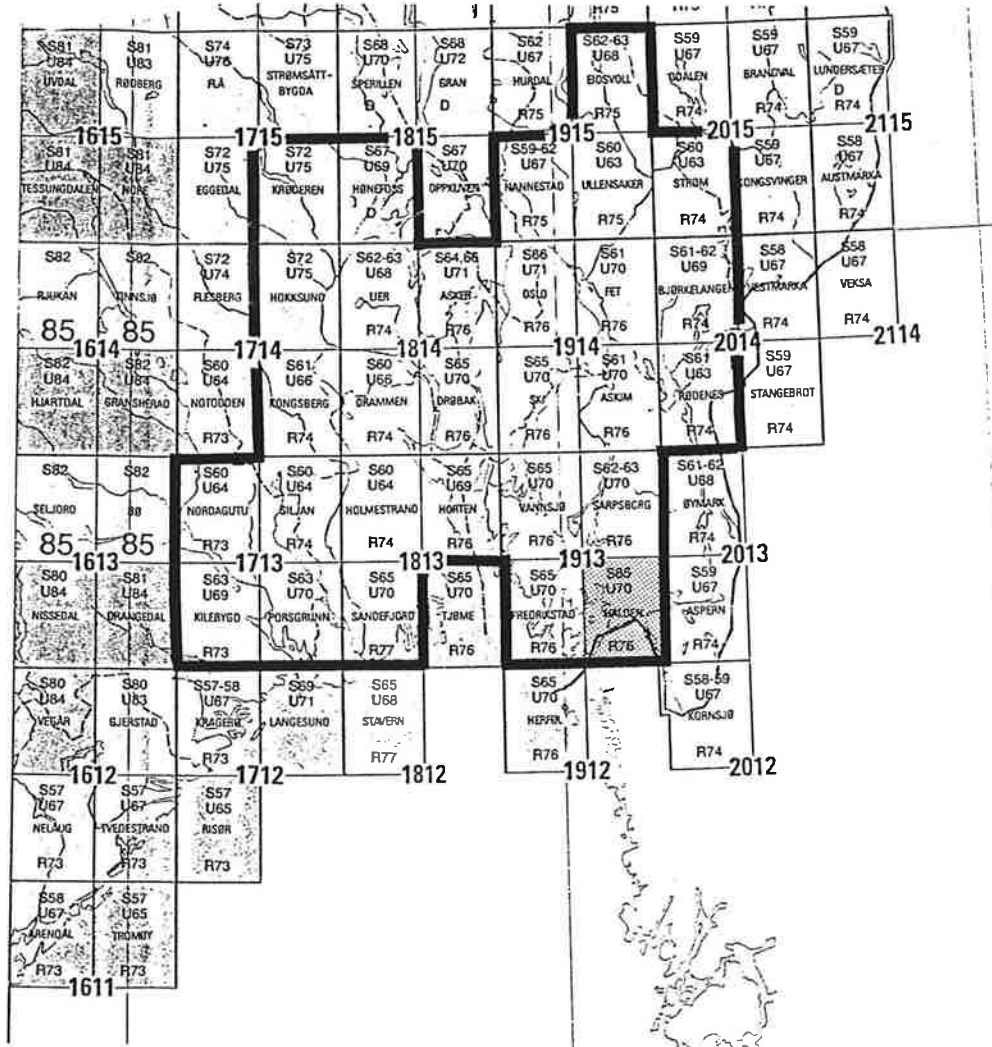 R75
S81
U84
UVDAL
S81
U83
RØDBERG
S74
U76
FLÅ
S73
U75
STRØMSÅTT-
BYGDA
S68
U70
SPERILLEN
D
S68
U72
GRAN
D
S62
U67
HURDAL
R75
S62-63
U68
EIDSVOLL
R75
S59
U67
ODALEN
R74
S59
U67
BRANDVAL
R74
S59
U67
LUNDERSÆTER
D
R74
1615
1715
1815
1915
2015
2115
S81
U84
TESSUNGDALEN
S81
U84
NORE
S72
U75
EGGEDAL
S72
U75
KRØDEREN
S67
U69
HØNEFOSS
D
S67
U70
OPPKUVEN
S59-62
U67
NANNESTAD
R75
S60
U63
ULLENSAKER
R75
S60
U63
STRØM
R74
S59
U67
KONGSVINGER
R74
S58
U67
AUSTMARKA
R74
S82
RJUKAN
85
S82
TINNSJØ
85
S72
U74
FLESBERG
S72
U75
HOKKSUND
S62-63
U68
LIER
R74
S64,66
U71
ASKER
R76
S66
U71
OSLO
R76
S61
U70
FET
R76
S61-62
U69
BJØRKELANGEN
R74
S58
U67
VESTMARKA
R74
S58
U67
VEKSA
R74
1614
1714
1814
1914
2014
2114
S82
U84
HJARTDAL
S82
U84
GRANSHERAD
S60
U64
NOTODDEN
R73
S61
U66
KONGSBERG
R74
S60
U66
DRAMMEN
R74
S65
U70
DRØBAK
R76
S65
U70
SKI
R76
S61
U70
ASKIM
R76
S61
U63
RØDENES
R74
S59
U67
STANGEBROT
R74
S82
SELJORD
85
S82
BØ
85
S60
U64
NORDAGUTU
R73
S60
U64
SILJAN
R74
S60
U64
HOLMESTRAND
R74
S65
U69
HORTEN
R76
S65
U70
VANNSJØ
R76
S62-63
U70
SARPSBORG
R76
S61-62
U68
ØYMARK
R74
1613
1713
1813
1913
2013
S80
U84
NISSEDAL
S81
U84
DRANGEDAL
S63
U69
KILEBYGD
R73
S63
U70
PORSGRUNN
S65
U70
SANDEFJORD
R77
S65
U70
TJØME
R76
S65
U70
FREDRIKSTAD
R76
S65
U70
HALDEN
R76
S59
U67
ASPERN
R74
S80
U84
VEGÅR
S80
U83
GJERSTAD
S57-58
U67
KRAGERØ
R73
S69
U71
LANGESUND
S65
U68
STAVERN
R77
S65
U70
HERFØL
R76
S58-59
U67
KORNSJØ
R74
1612
1712
1812
1912
2012
S57
U67
NELAUG
R73
S57
U67
TVEDESTRAND
R73
S57
U65
RISØR
R73
S58
U67
ARENDAL
R73
S57
U65
TROMØY
R73
1611